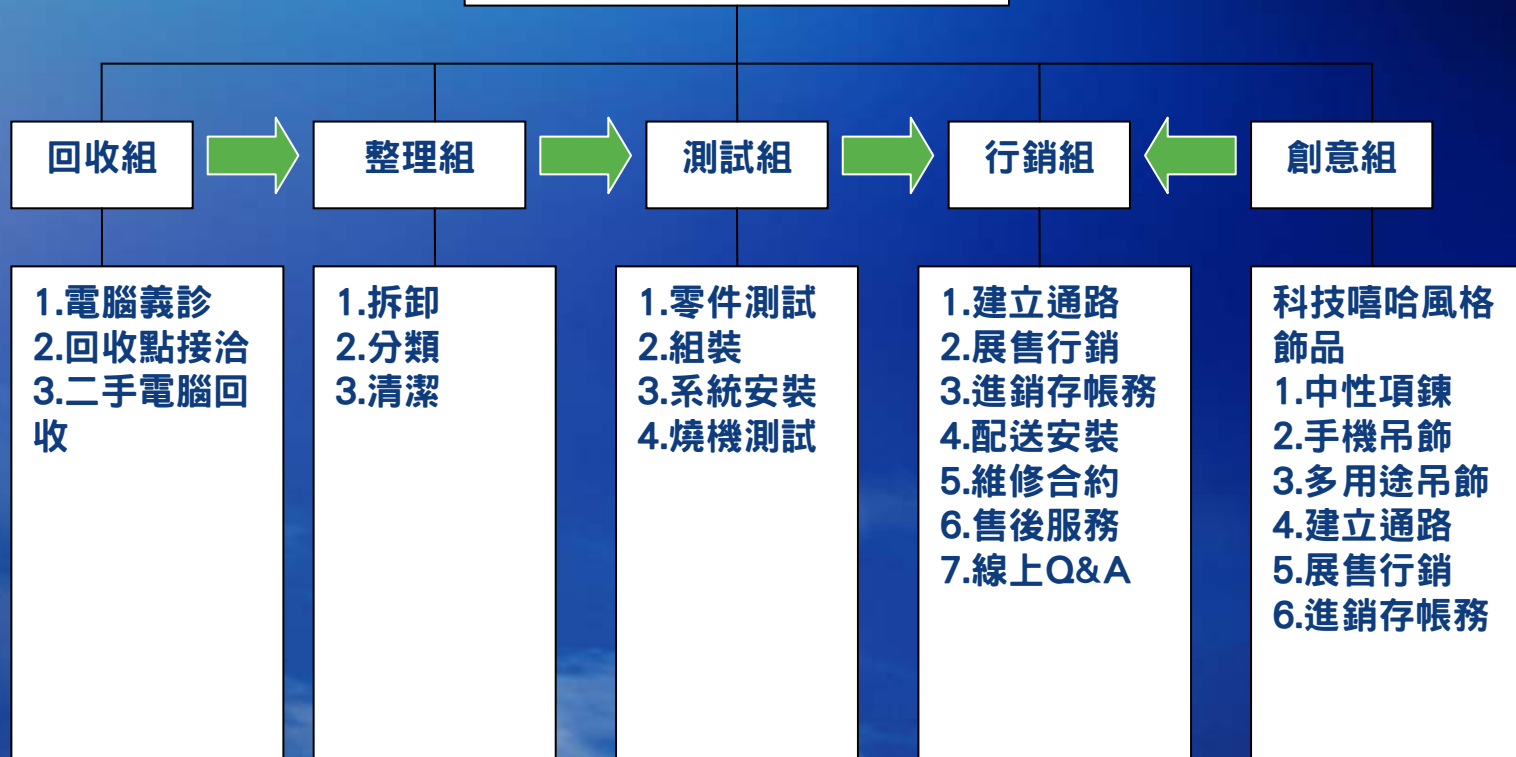 回收組
整理組
測試組
行銷組
創意組
1.電腦義診
2.回收點接洽
3.二手電腦回
收
1.拆卸
2.分類
3.清潔
1.零件測試
2.組裝
3.系統安裝
4.燒機測試
1.建立通路
2.展售行銷
3.進銷存帳務
4.配送安裝
5.維修合約
6.售後服務
7.線上Q&A
科技嘻哈風格
飾品
1.中性項鍊
2.手機吊飾
3.多用途吊飾
4.建立通路
5.展售行銷
6.進銷存帳務